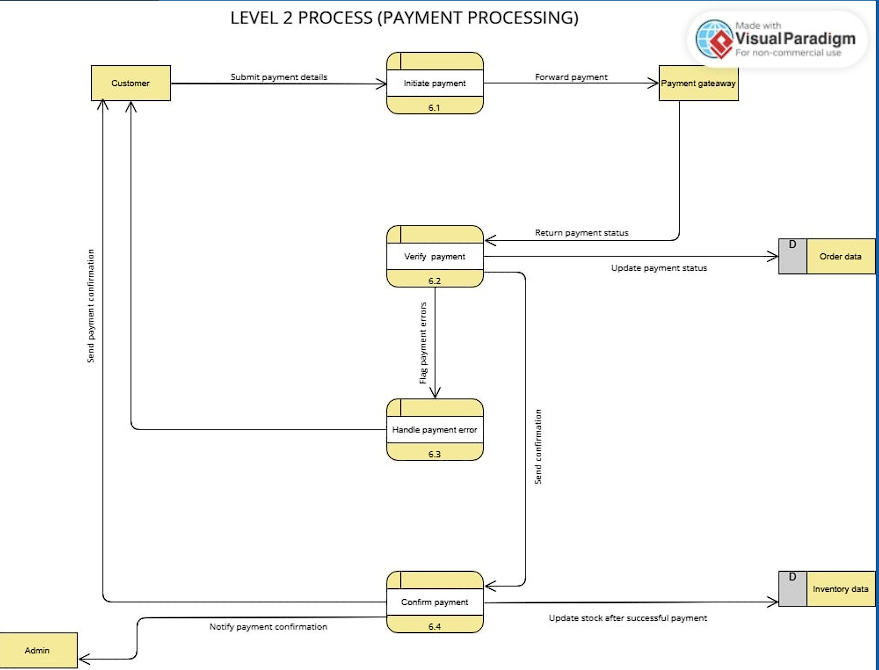 LEVEL 2 PROCESS (PAYMENT PROCESSING)
Made with
VisualParadigm
For non-commercial use
Customer
Submit payment details
Initiate payment
6.1
Forward payment
Payment gateaway
Return payment status
Verify payment
6.2
Update payment status
D
Order data
Send payment confirmation
Flag payment errors
Handle payment error
6.3
Send confirmation
Confirm payment
6.4
D
Inventory data
Update stock after successful payment
Notify payment confirmation
Admin